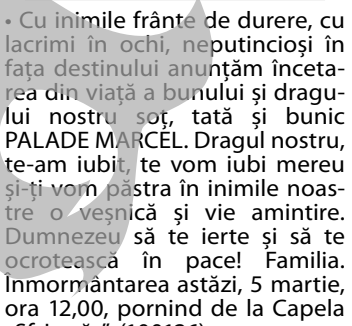 • Cu inimile frânte de durere, cu
lacrimi în ochi, neputincioși în
fața destinului anunțăm înceta-
rea din viață a bunului și dragu-
lui nostru soț, tată și bunic
PALADE MARCEL. Dragul nostru,
te-am iubit, te vom iubi mereu
și-ți vom păstra în inimile noas-
tre o veșnică și vie amintire.
Dumnezeu să te ierte și să te
ocrotească în pace! Familia.
Înmormântarea astăzi, 5 martie,
ora 12,00, pornind de la Capela